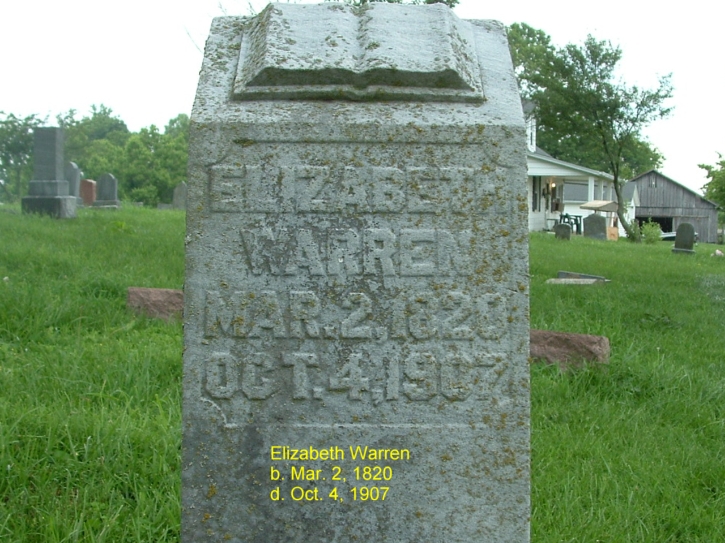 ELIZABETH
WARREN
MAR. 2, 1820
OCT. 4, 1907
Elizabeth Warren
b. Mar. 2, 1820
d. Oct. 4, 1907